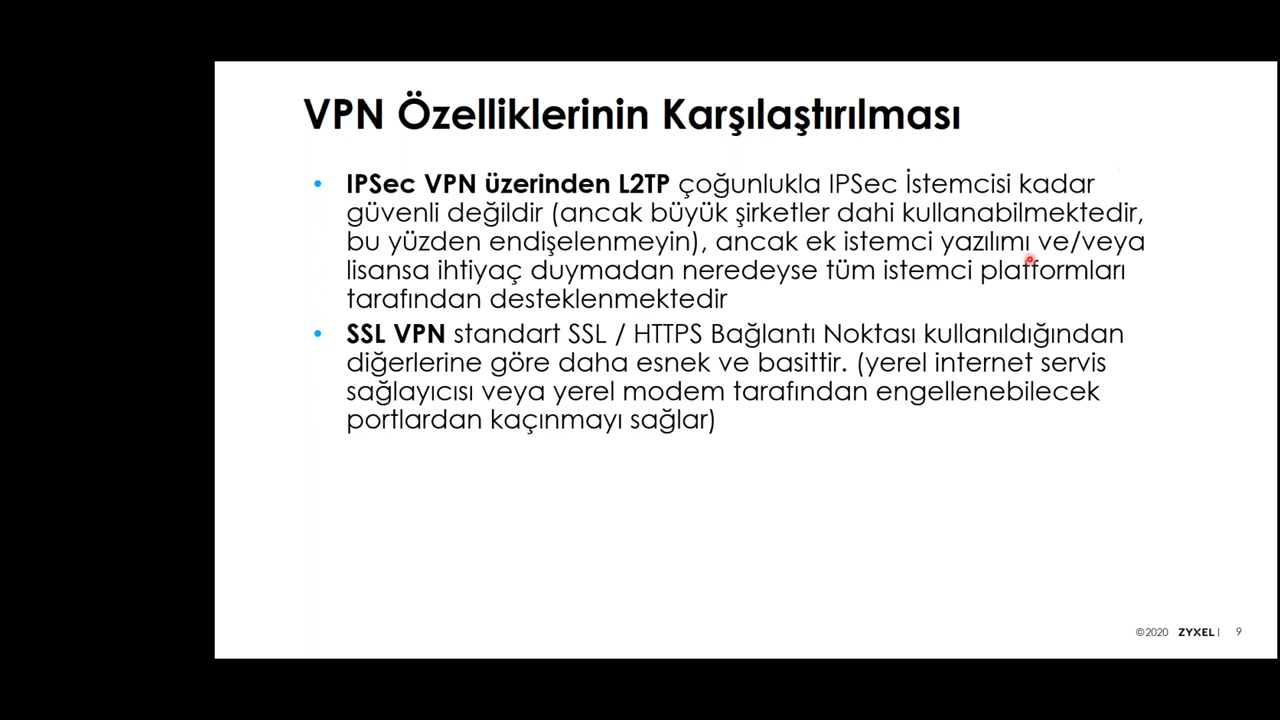 VPN Özelliklerinin Karşılaştırılması
• IPSec VPN üzerinden L2TP çoğunlukla IPSec İstemcisi kadar
güvenli değildir (ancak büyük şirketler dahi kullanabilmektedir,
bu yüzden endişelenmeyin), ancak ek istemci yazılımı ve/veya
lisansa ihtiyaç duymadan neredeyse tüm istemci platformları
tarafından desteklenmektedir
• SSL VPN standart SSL / HTTPS Bağlantı Noktası kullanıldığından
diğerlerine göre daha esnek ve basittir. (yerel internet servis
sağlayıcısı veya yerel modem tarafından engellenebilecek
portlardan kaçınmayı sağlar)
©2020 ZYXEL | 9